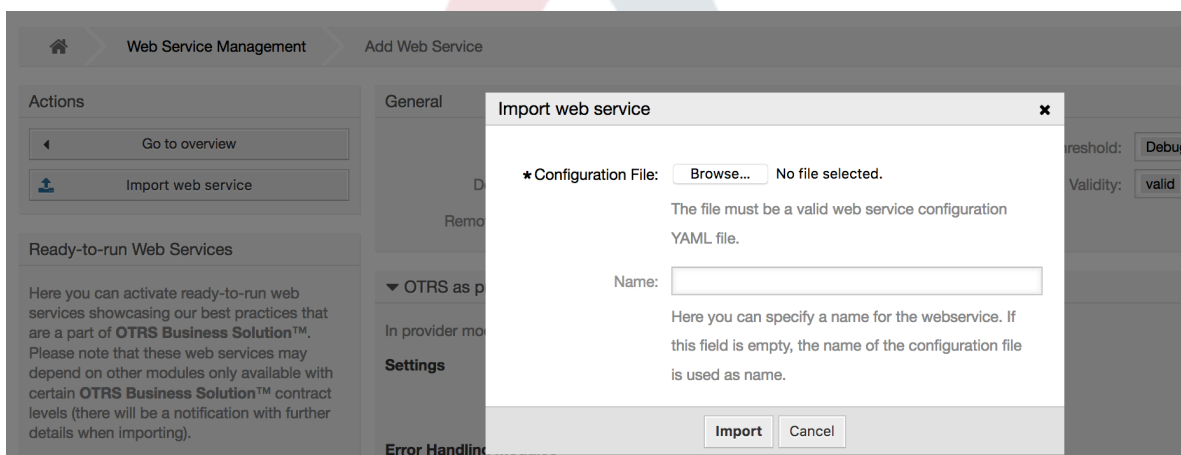 Web Service Management
Add Web Service
Actions
Go to overview
Import web service
Ready-to-run Web Services
Here you can activate ready-to-run web
services showcasing our best practices that
are a part of OTRS Business Solution™.
Please note that these web services may
depend on other modules only available with
certain OTRS Business Solution™ contract
levels (there will be a notification with further
details when importing).
General
Remo
reshold:
Debug
Validity:
valid
OTRS as p
In provider mo
Settings
Error Handling
Import web service
* Configuration File:
Browse...
No file selected.
The file must be a valid web service configuration
YAML file.
Name:
Here you can specify a name for the webservice. If
this field is empty, the name of the configuration file
is used as name.
Import
Cancel